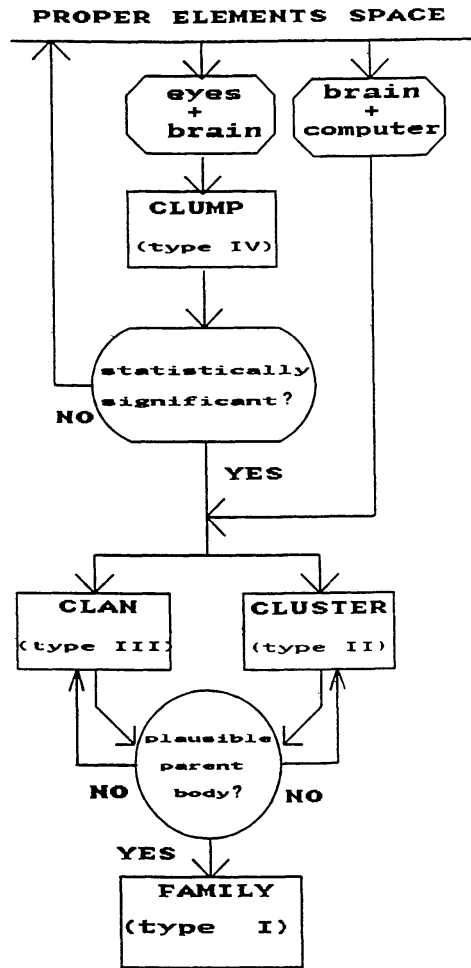 PROPER ELEMENTS SPACE
eyes
+
brain
brain
+
computer
CLUMP
(type IV)
statistically
significant?
NO
YES
CLAN
(type III)
CLUSTER
(type II)
plausible
parent
body?
NO
NO
YES
FAMILY
(type I)